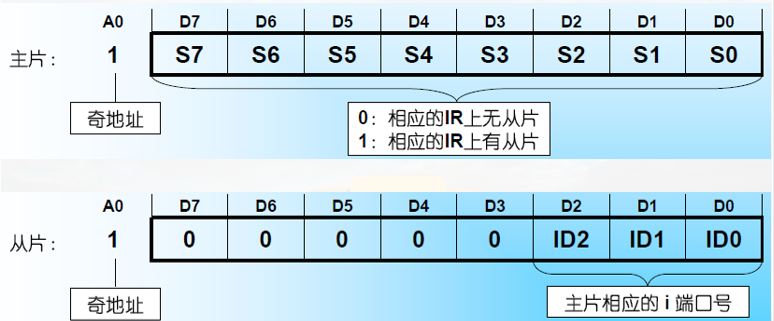 A0 D7 D6 D5 D4 D3 D2 D1 D0
主片： 1 S7 S6 S5 S4 S3 S2 S1 S0
奇地址
0：相应的IR上无从片
1：相应的IR上有从片
A0 D7 D6 D5 D4 D3 D2 D1 D0
从片： 1 0 0 0 0 0 ID2 ID1 ID0
奇地址
主片相应的 i 端口号